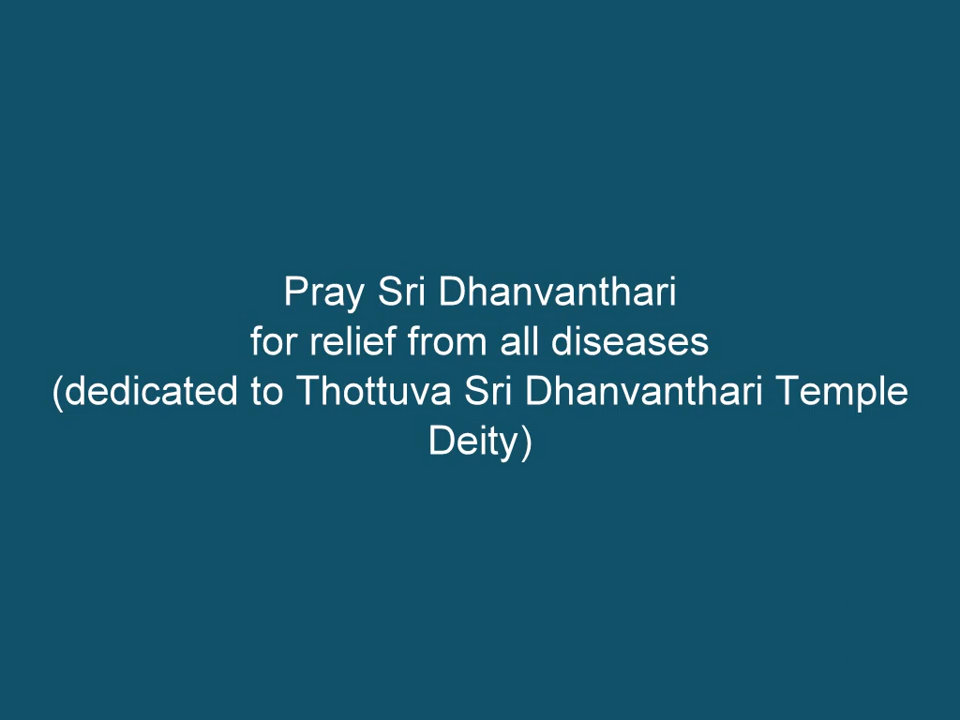 Pray Sri Dhanvanthari
for relief from all diseases
(dedicated to Thottuva Sri Dhanvanthari Temple
Deity)